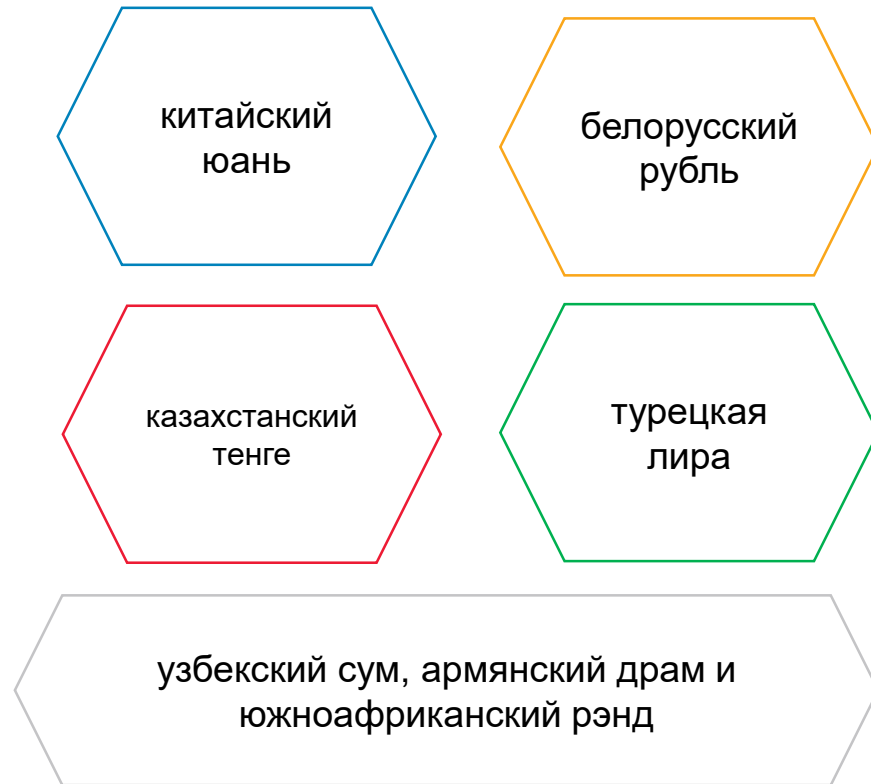 китайский
юань
белорусский
рубль
казахстанский
тенге
турецкая
лира
узбекский сум, армянский драм и
южноафриканский рэнд